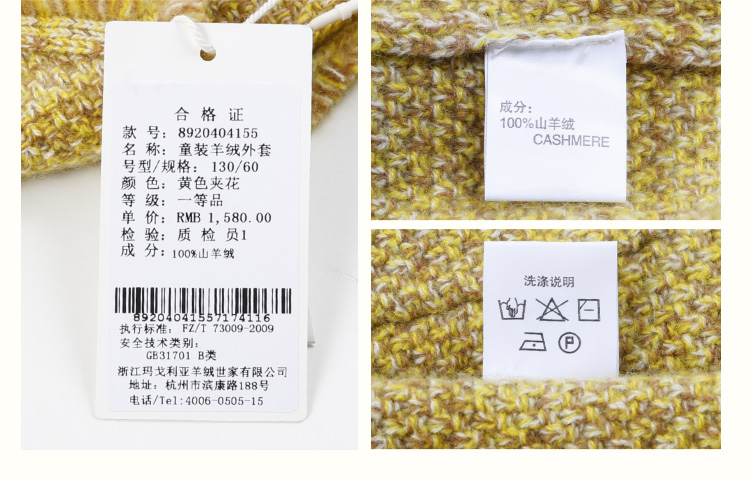 合格证
款号: 8920404155
名称: 童装羊绒外套
号型/规格: 130/60
颜色: 黄色夹花
等级: 一等品
单价: RMB 1,580.00
检验: 质检员1
成分: 100%山羊绒
89204041557174116
执行标准: FZ/T 73009-2009
安全技术类别:
GB31701 B类
浙江玛戈利亚羊绒世家有限公司
地址: 杭州市滨康路188号
电话/Tel:4006-0505-15
成分:
100%山羊绒
CASHMERE
洗涤说明
P